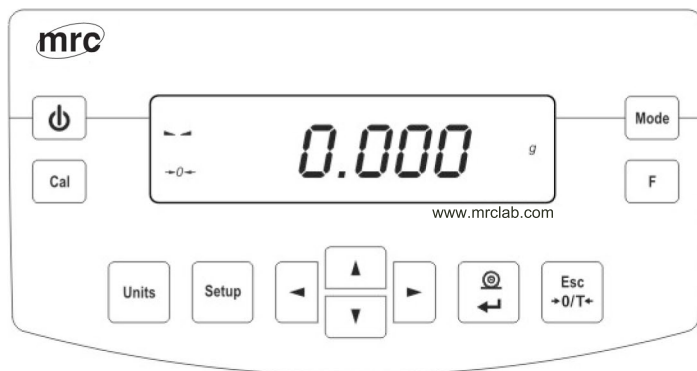 mrc
Mode
0.000 g
→0←
Cal
F
www.mrclab.com
Units
Setup
Esc
→0/T←